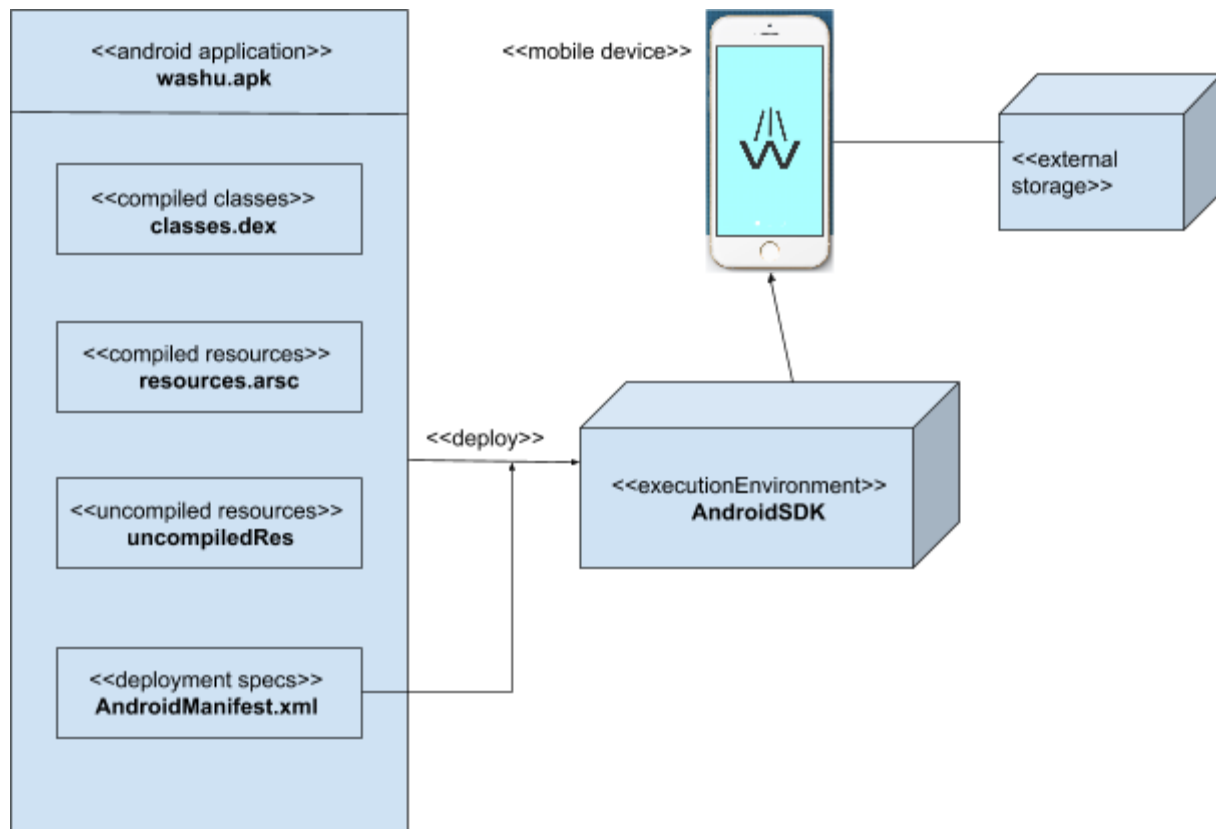 <<android application>>
washu.apk
<<compiled classes>>
classes.dex
<<compiled resources>>
resources.arsc
<<uncompiled resources>>
uncompiledRes
<<deployment specs>>
AndroidManifest.xml
<<deploy>>
<<mobile device>>
W
<<external
storage>>
<<executionEnvironment>>
AndroidSDK